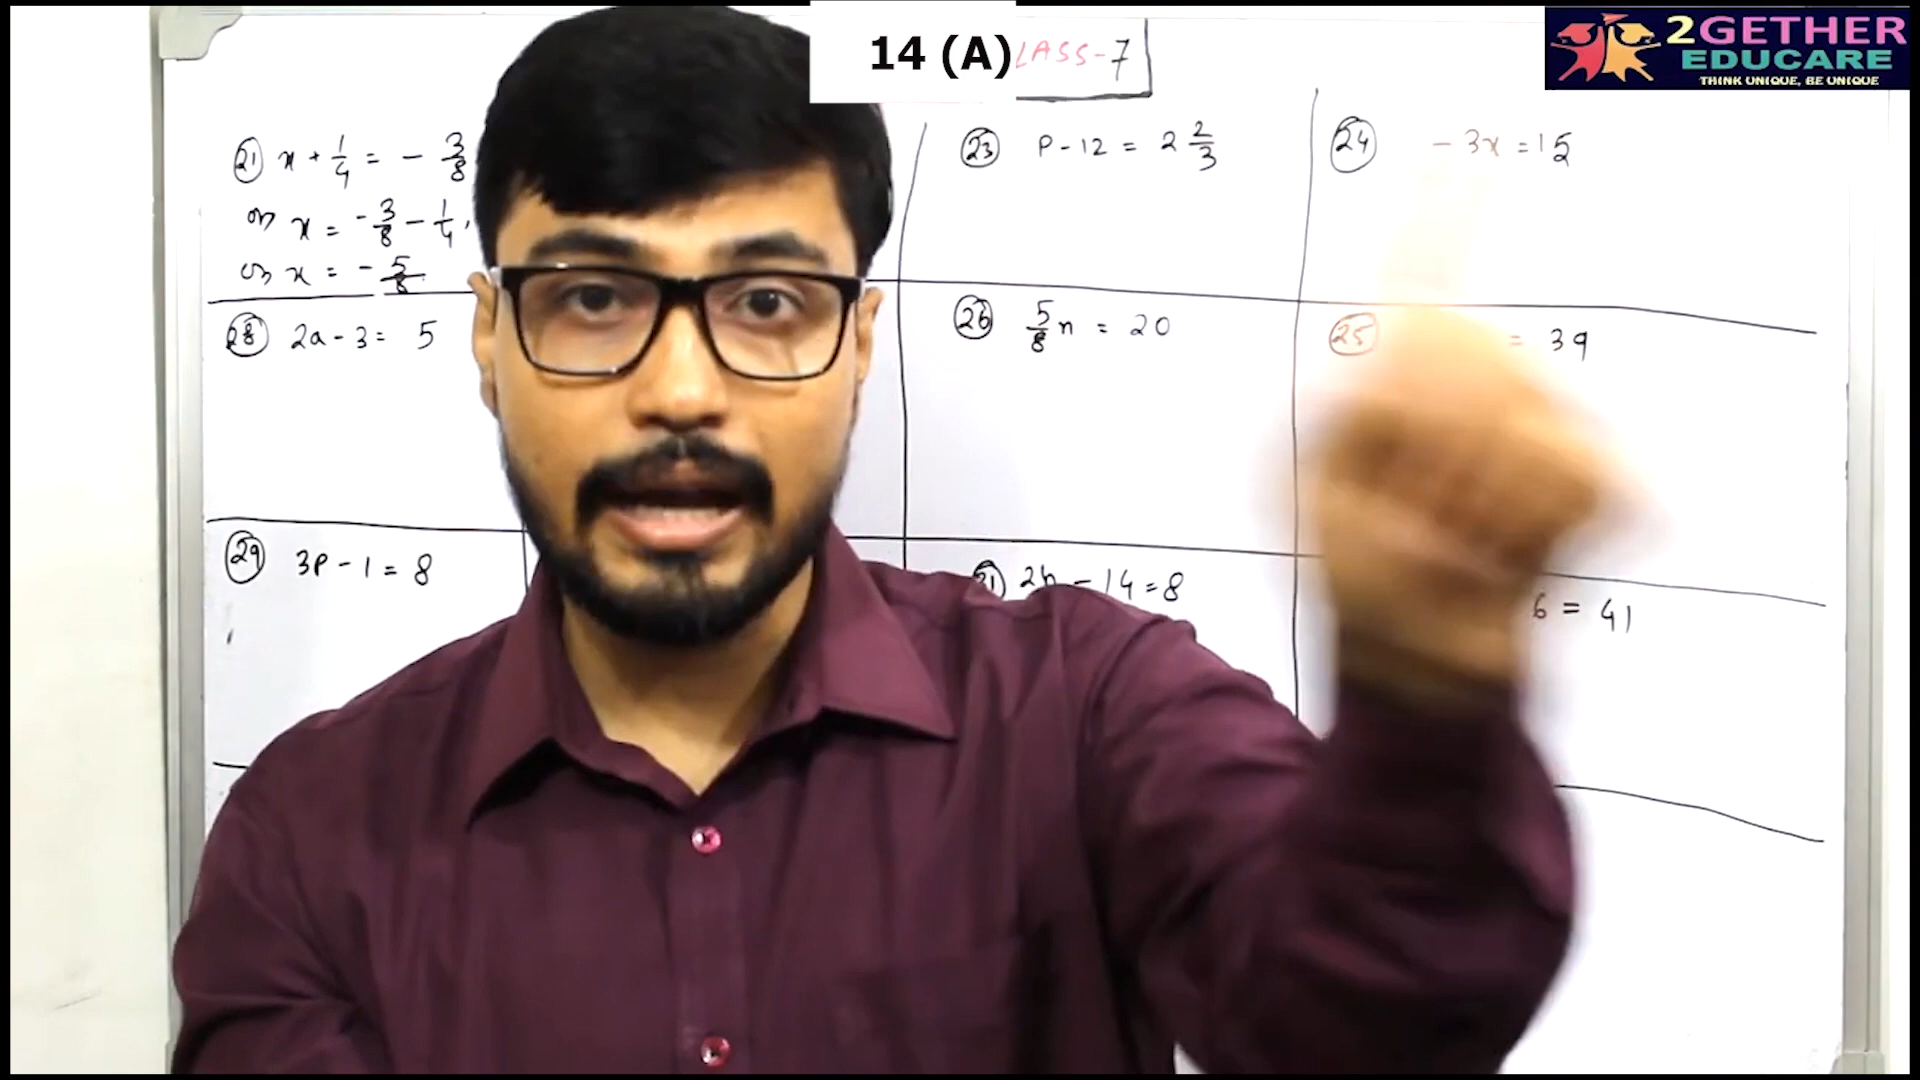 14 (A)
LASS-7
2GETHER
EDUCARE
THINK UNIQUE, BE UNIQUE
(21) x + 1/4 = - 3/8
or x = - 3/8 - 1/4
or x = - 5/8
(23) P - 12 = 2 2/3
(24) - 3x = 15
(28) 2a - 3 = 5
(26) 5/8 n = 20
(25) = 39
(29) 3P - 1 = 8
- 14 = 8
6 = 41